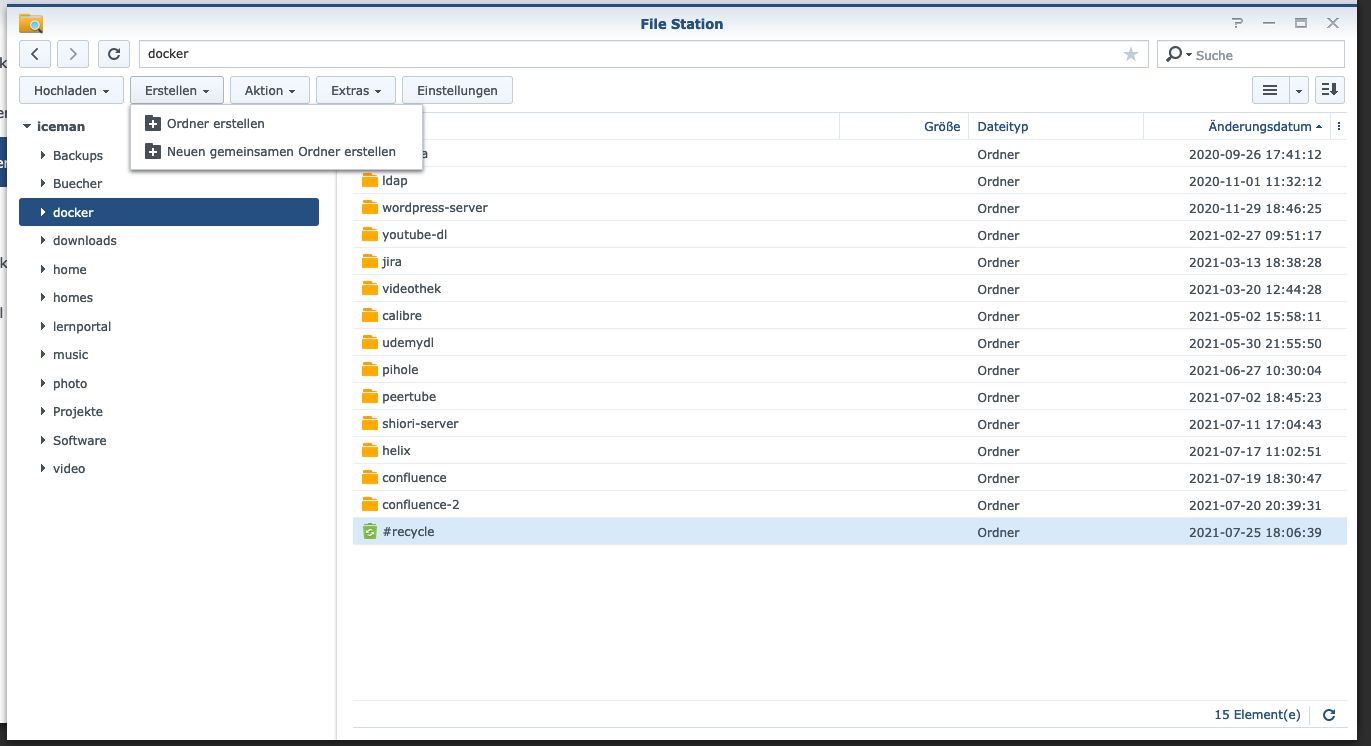 File Station
docker
Suche
Hochladen Erstellen Aktion Extras Einstellungen
Ordner erstellen
Neuen gemeinsamen Ordner erstellen
iceman
Backups
Buecher
docker
downloads
home
homes
lernportal
music
photo
Projekte
Software
video
Größe Dateityp Änderungsdatum
Ordner 2020-09-26 17:41:12
ldap Ordner 2020-11-01 11:32:12
wordpress-server Ordner 2020-11-29 18:46:25
youtube-dl Ordner 2021-02-27 09:51:17
jira Ordner 2021-03-13 18:38:28
videothek Ordner 2021-03-20 12:44:28
calibre Ordner 2021-05-02 15:58:11
udemydl Ordner 2021-05-30 21:55:50
pihole Ordner 2021-06-27 10:30:04
peertube Ordner 2021-07-02 18:45:23
shiori-server Ordner 2021-07-11 17:04:43
helix Ordner 2021-07-17 11:02:51
confluence Ordner 2021-07-19 18:30:47
confluence-2 Ordner 2021-07-20 20:39:31
#recycle Ordner 2021-07-25 18:06:39
15 Element(e)